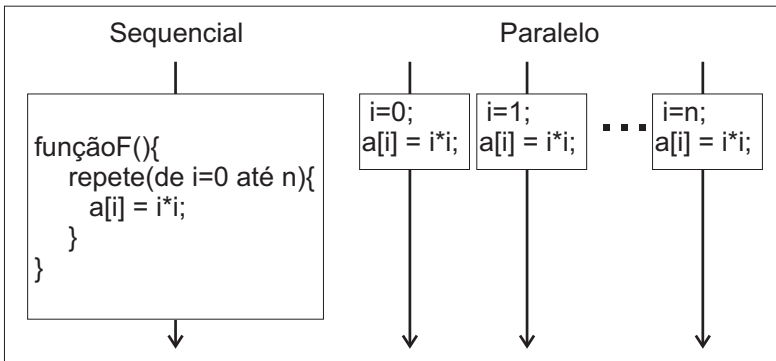 Sequencial
funçãoF(){
repete(de i=0 até n){
a[i] = i*i;
}
}
Paralelo
i=0;
a[i] = i*i;
i=1;
a[i] = i*i;
i=n;
a[i] = i*i;